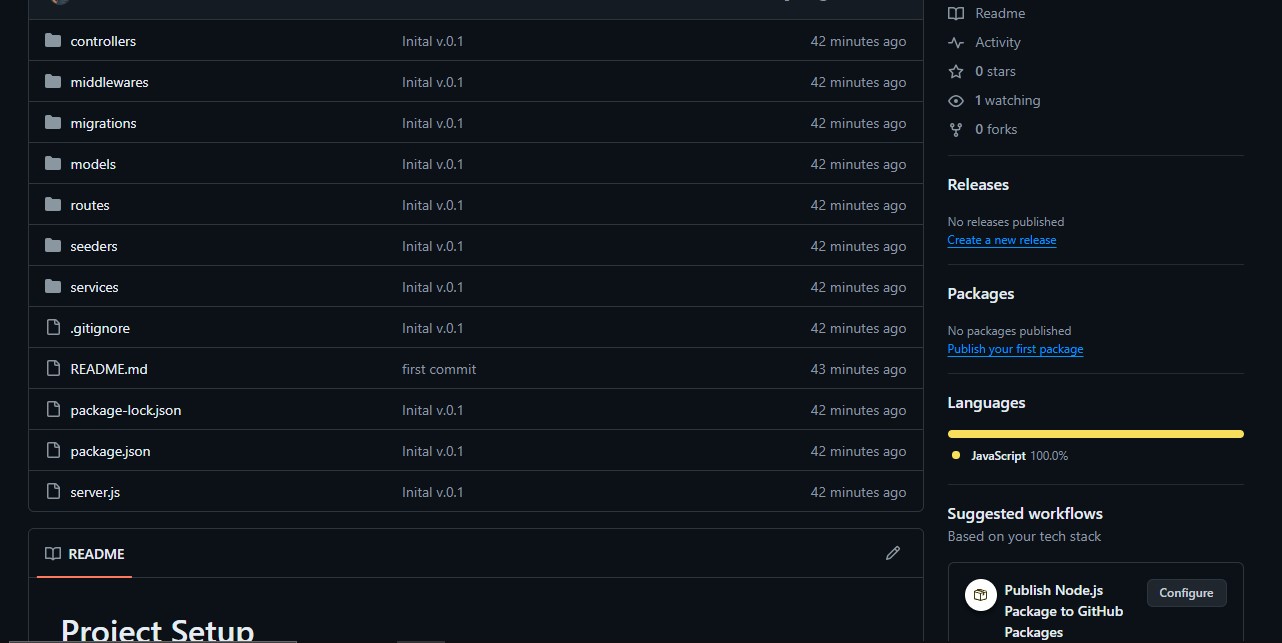 controllers Inital v.0.1 42 minutes ago
middlewares Inital v.0.1 42 minutes ago
migrations Inital v.0.1 42 minutes ago
models Inital v.0.1 42 minutes ago
routes Inital v.0.1 42 minutes ago
seeders Inital v.0.1 42 minutes ago
services Inital v.0.1 42 minutes ago
.gitignore Inital v.0.1 42 minutes ago
README.md first commit 43 minutes ago
package-lock.json Inital v.0.1 42 minutes ago
package.json Inital v.0.1 42 minutes ago
server.js Inital v.0.1 42 minutes ago
README
Project Setup
Readme
Activity
0 stars
1 watching
0 forks
Releases
No releases published
Create a new release
Packages
No packages published
Publish your first package
Languages
JavaScript 100.0%
Suggested workflows
Based on your tech stack
Publish Node.js
Package to GitHub
Packages
Configure